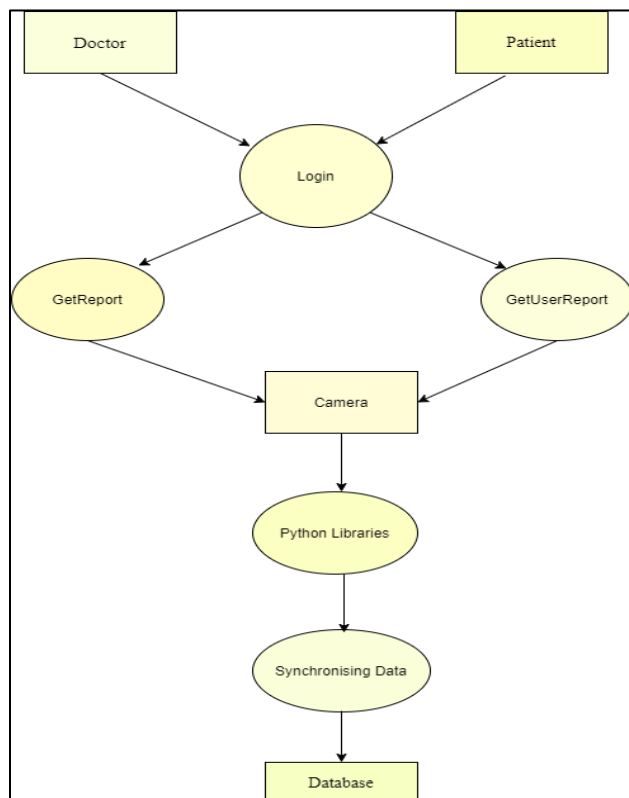 Doctor
Patient
Login
GetReport
GetUserReport
Camera
Python Libraries
Synchronising Data
Database